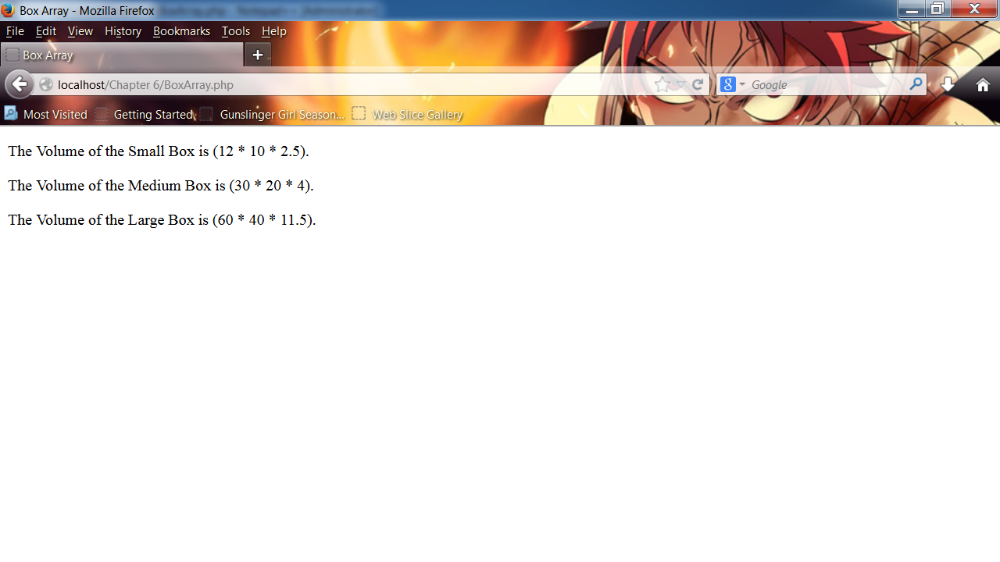 Box Array - Mozilla Firefox
File Edit View History Bookmarks Tools Help
Box Array
localhost/Chapter 6/BoxArray.php
Google
Most Visited Getting Started Gunslinger Girl Season... Web Slice Gallery
The Volume of the Small Box is (12 * 10 * 2.5).
The Volume of the Medium Box is (30 * 20 * 4).
The Volume of the Large Box is (60 * 40 * 11.5).